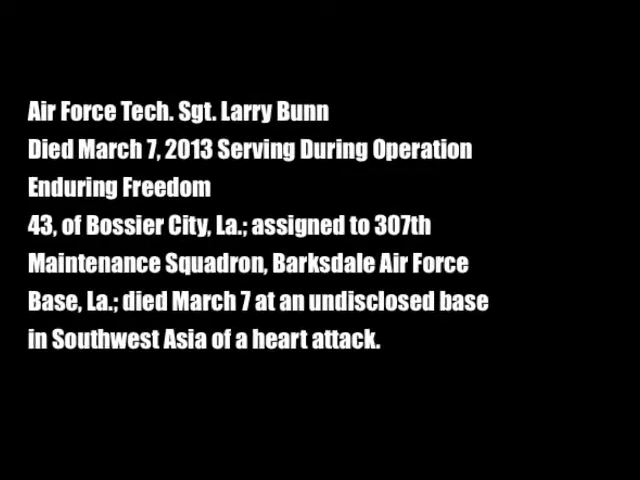 Air Force Tech. Sgt. Larry Bunn
Died March 7, 2013 Serving During Operation
Enduring Freedom
43, of Bossier City, La.; assigned to 307th
Maintenance Squadron, Barksdale Air Force
Base, La.; died March 7 at an undisclosed base
in Southwest Asia of a heart attack.